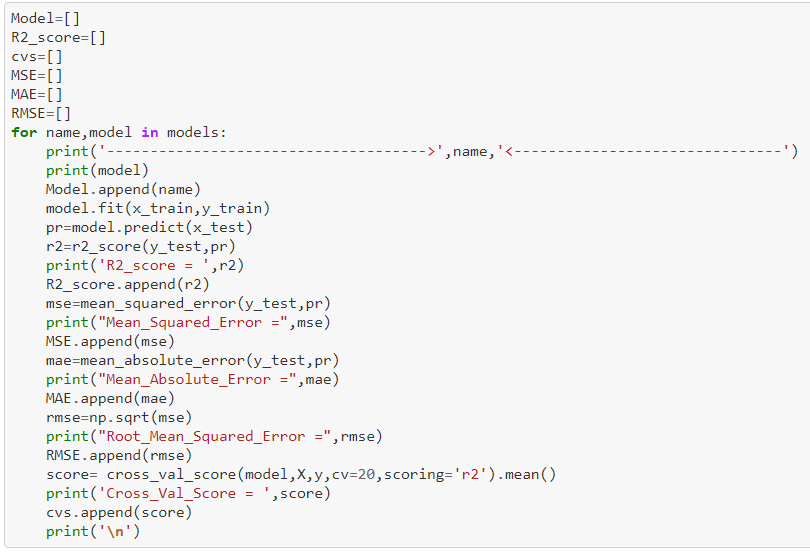 Model=[]
R2_score=[]
cvs=[]
MSE=[]
MAE=[]
RMSE=[]
for name,model in models:
    print('------------------------------------->',name,'<-------------------------------')
    print(model)
    Model.append(name)
    model.fit(x_train,y_train)
    pr=model.predict(x_test)
    r2=r2_score(y_test,pr)
    print('R2_score = ',r2)
    R2_score.append(r2)
    mse=mean_squared_error(y_test,pr)
    print("Mean_Squared_Error =",mse)
    MSE.append(mse)
    mae=mean_absolute_error(y_test,pr)
    print("Mean_Absolute_Error =",mae)
    MAE.append(mae)
    rmse=np.sqrt(mse)
    print("Root_Mean_Squared_Error =",rmse)
    RMSE.append(rmse)
    score= cross_val_score(model,X,y,cv=20,scoring='r2').mean()
    print('Cross_Val_Score = ',score)
    cvs.append(score)
    print('\n')